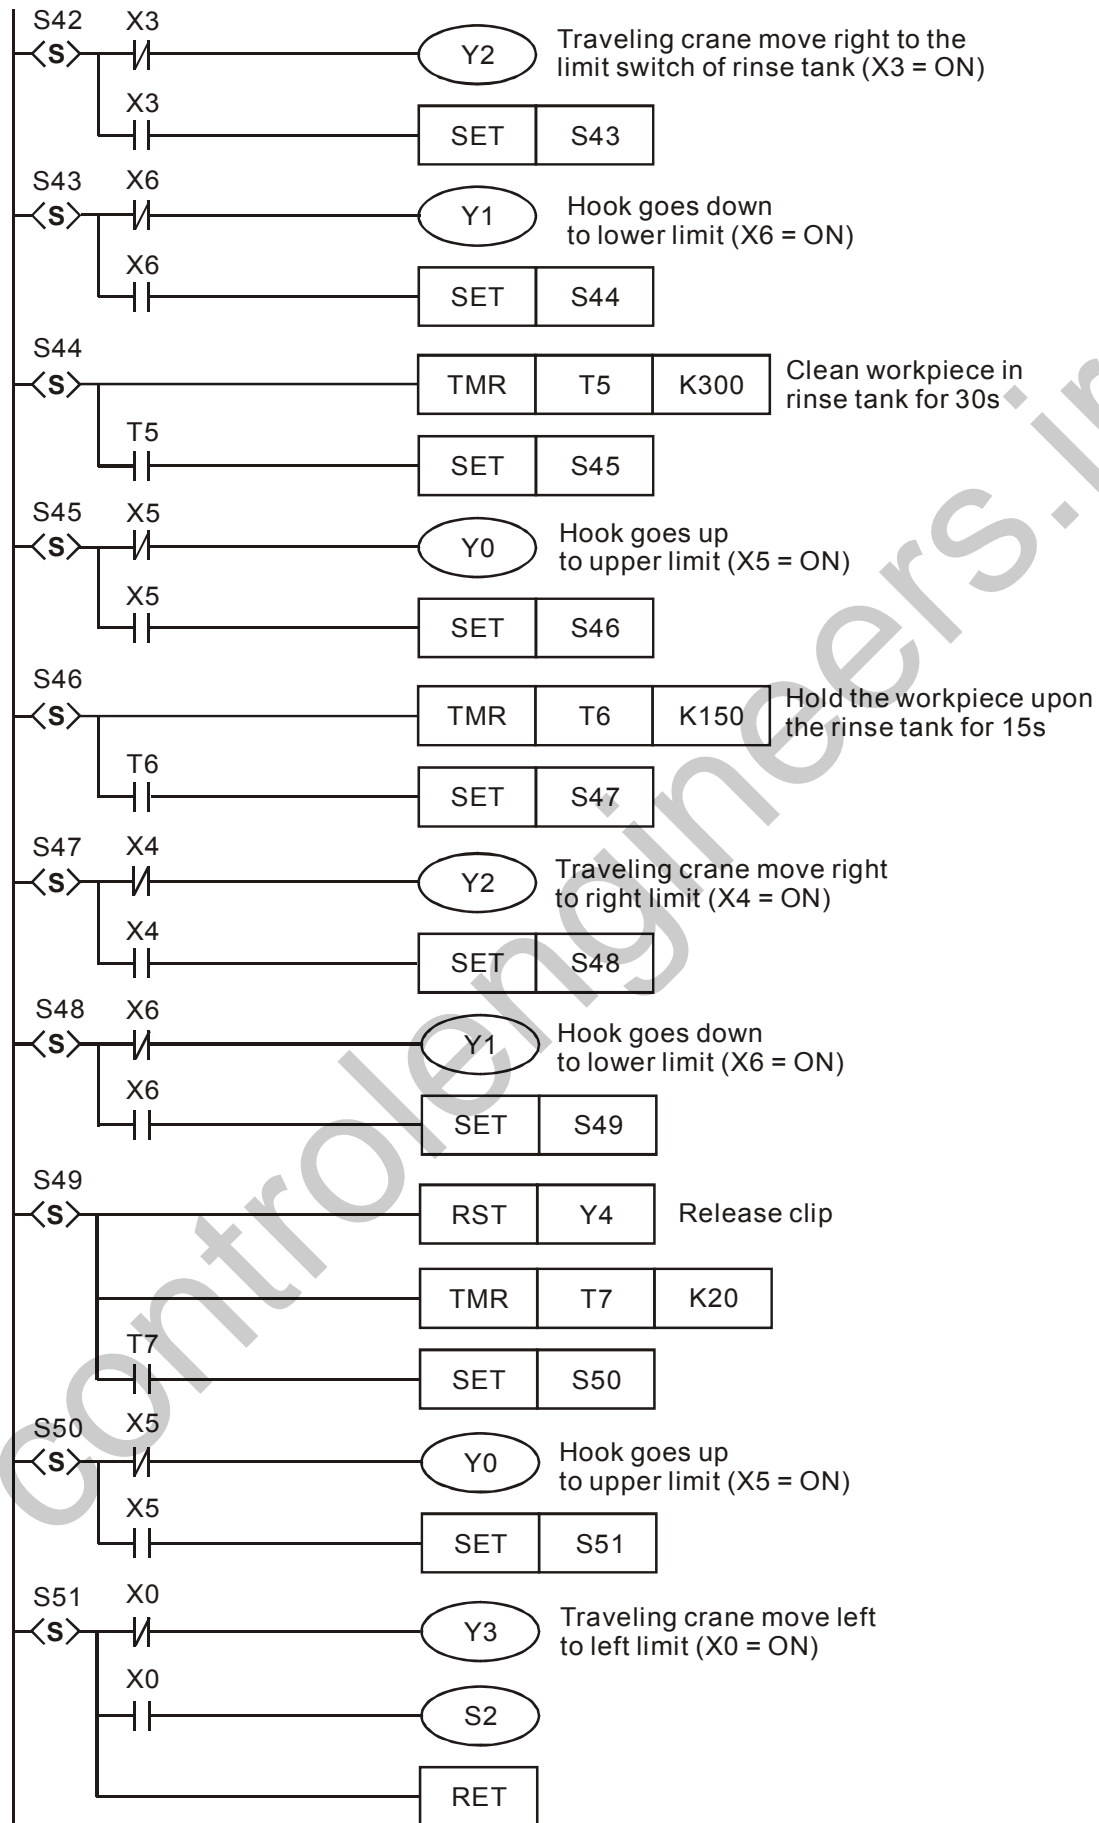 S42 X3
S Y2 Traveling crane move right to the
limit switch of rinse tank (X3 = ON)
X3
SET S43
S43 X6
S Y1 Hook goes down
to lower limit (X6 = ON)
X6
SET S44
S44
S TMR T5 K300 Clean workpiece in
rinse tank for 30s
T5
SET S45
S45 X5
S Y0 Hook goes up
to upper limit (X5 = ON)
X5
SET S46
S46
S TMR T6 K150 Hold the workpiece upon
the rinse tank for 15s
T6
SET S47
S47 X4
S Y2 Traveling crane move right
to right limit (X4 = ON)
X4
SET S48
S48 X6
S Y1 Hook goes down
to lower limit (X6 = ON)
X6
SET S49
S49
S RST Y4 Release clip
TMR T7 K20
T7
SET S50
S50 X5
S Y0 Hook goes up
to upper limit (X5 = ON)
X5
SET S51
S51 X0
S Y3 Traveling crane move left
to left limit (X0 = ON)
X0
S2
RET
controlengineers.ir